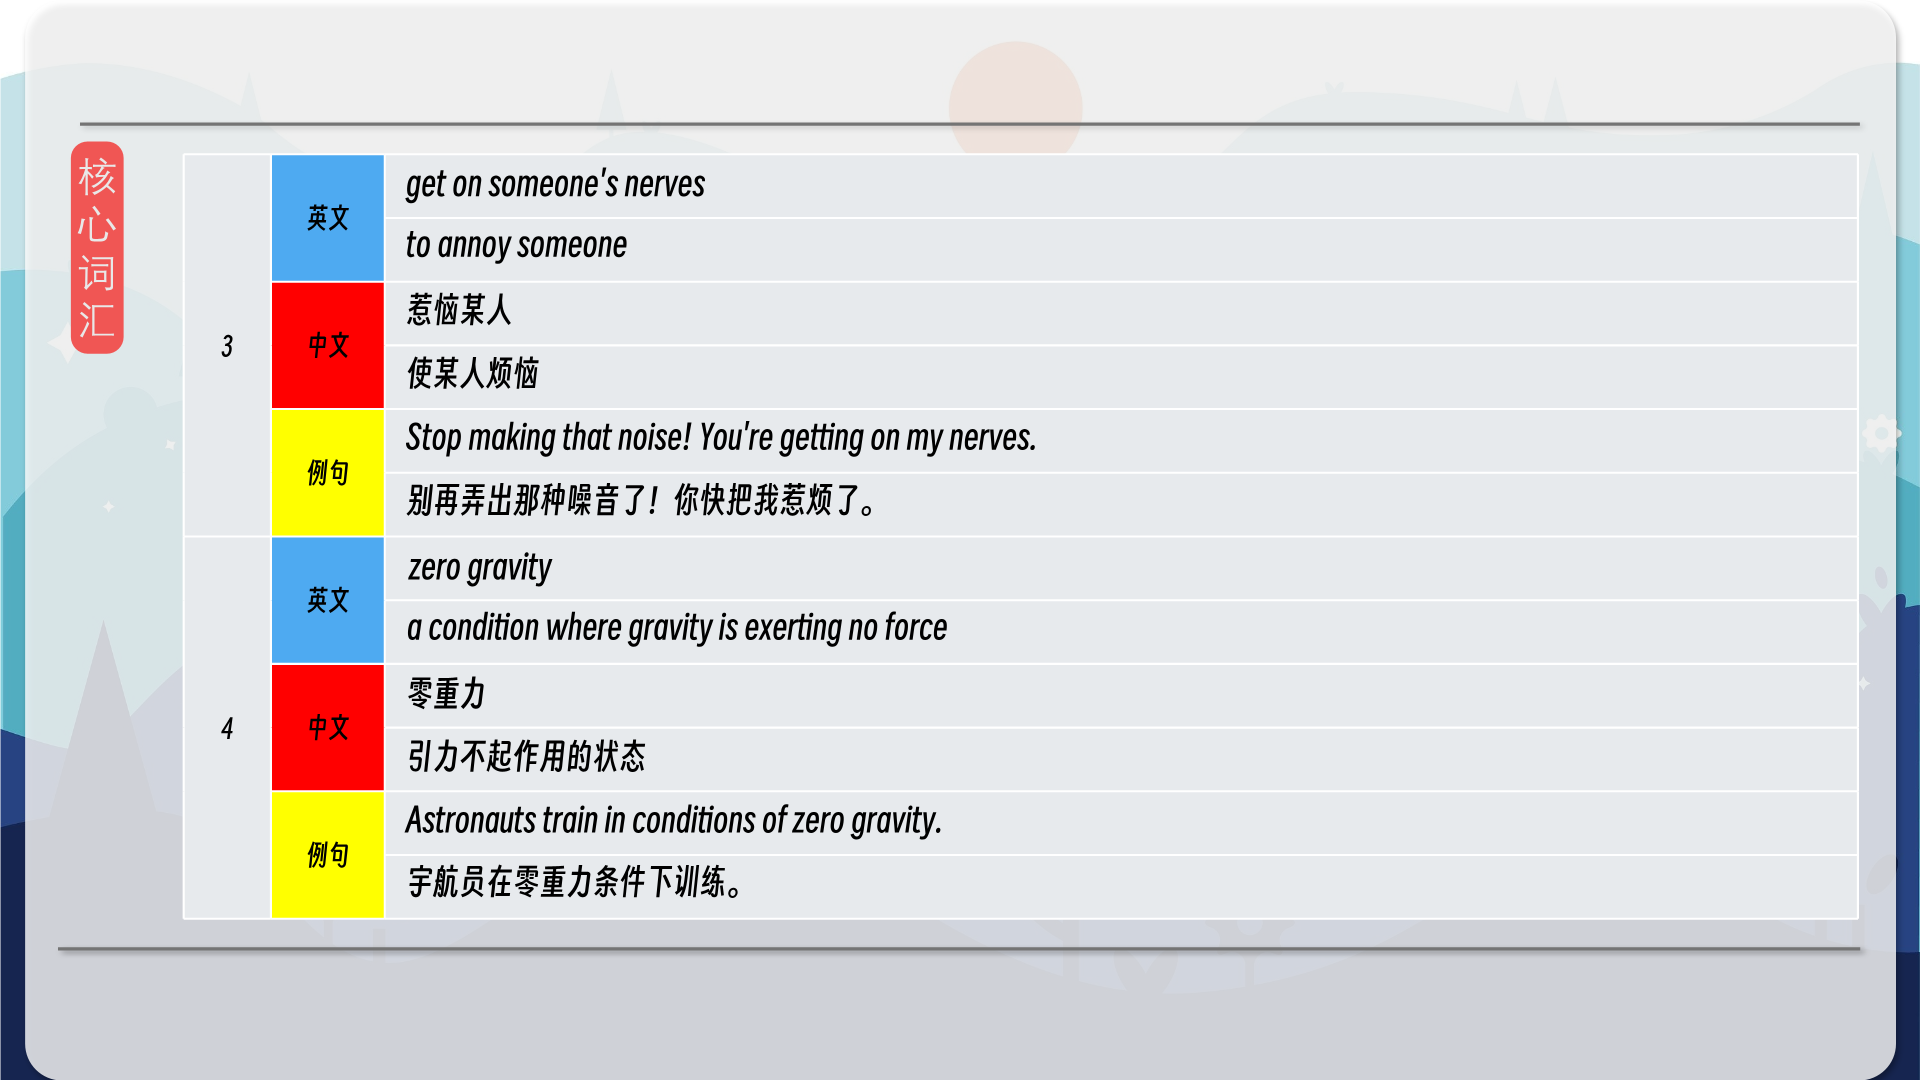 核心词汇
3
英文
get on someone's nerves
to annoy someone
中文
惹恼某人
使某人烦恼
例句
Stop making that noise! You're getting on my nerves.
别再弄出那种噪音了！你快把我惹烦了。
4
英文
zero gravity
a condition where gravity is exerting no force
中文
零重力
引力不起作用的状态
例句
Astronauts train in conditions of zero gravity.
宇航员在零重力条件下训练。